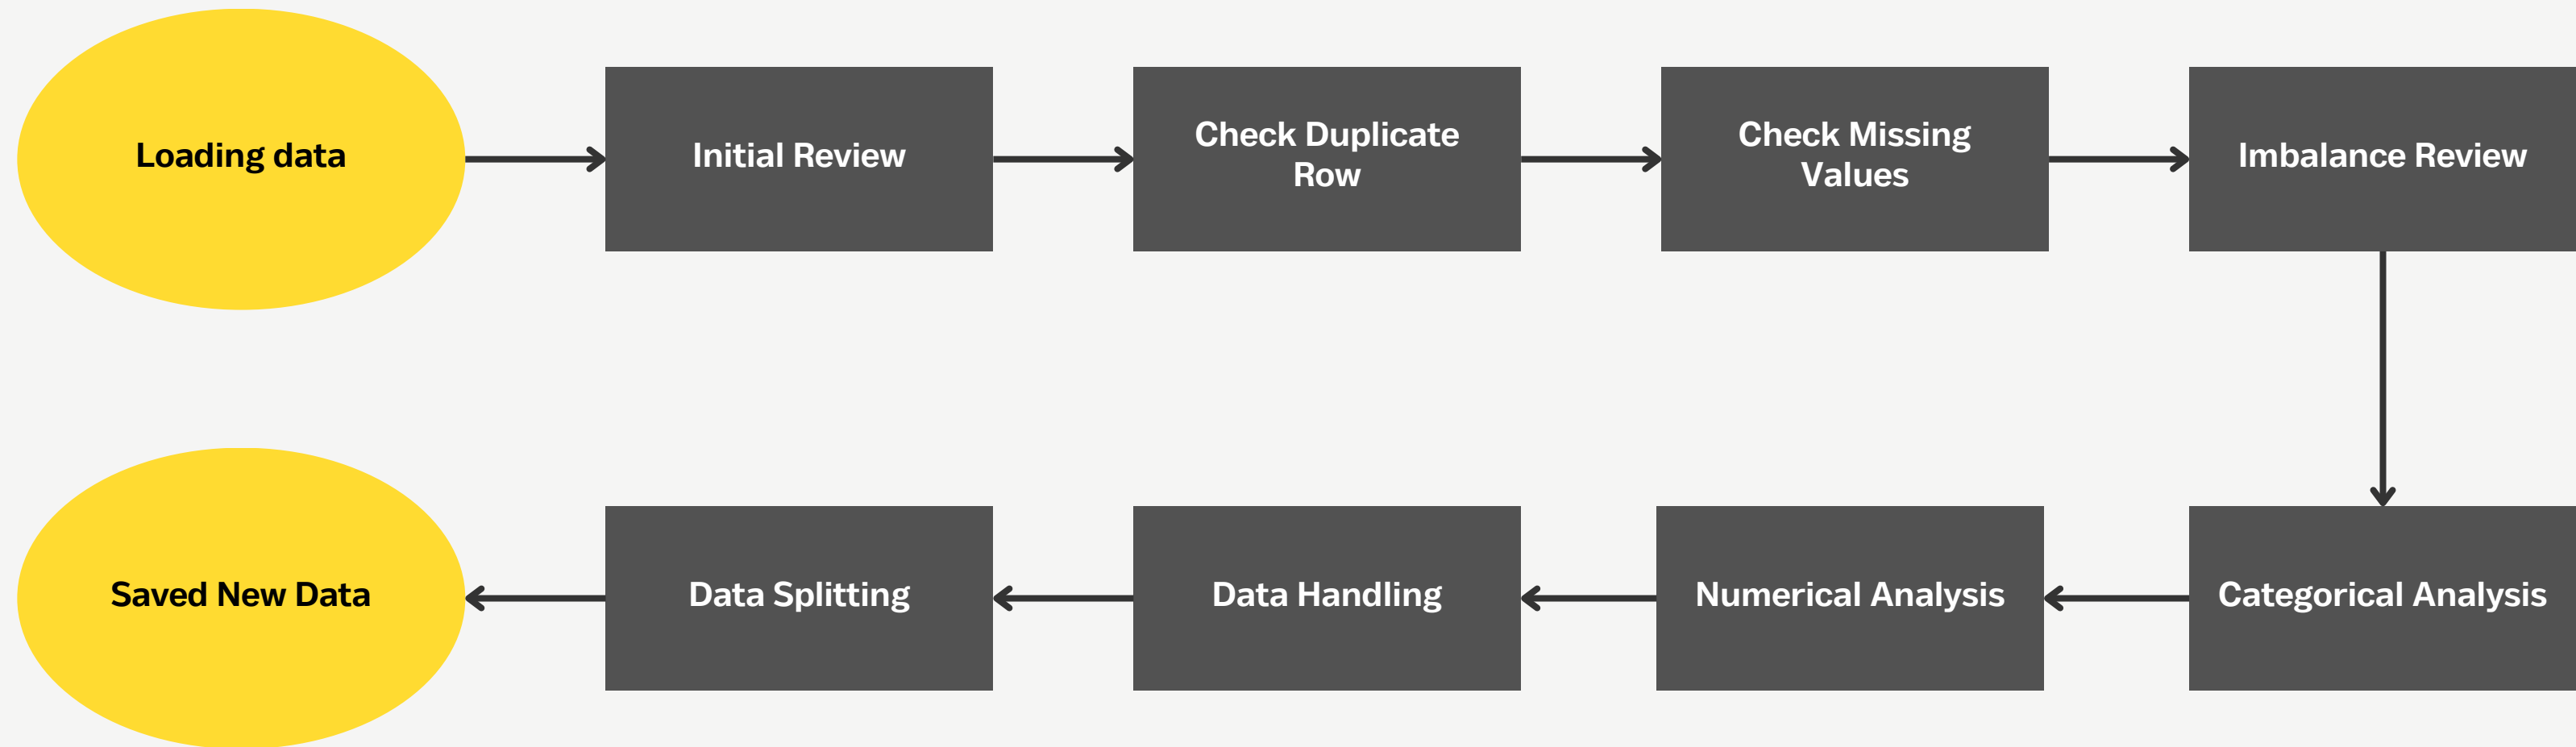 Loading data
Initial Review
Check Duplicate
Row
Check Missing
Values
Imbalance Review
Categorical Analysis
Numerical Analysis
Data Handling
Data Splitting
Saved New Data